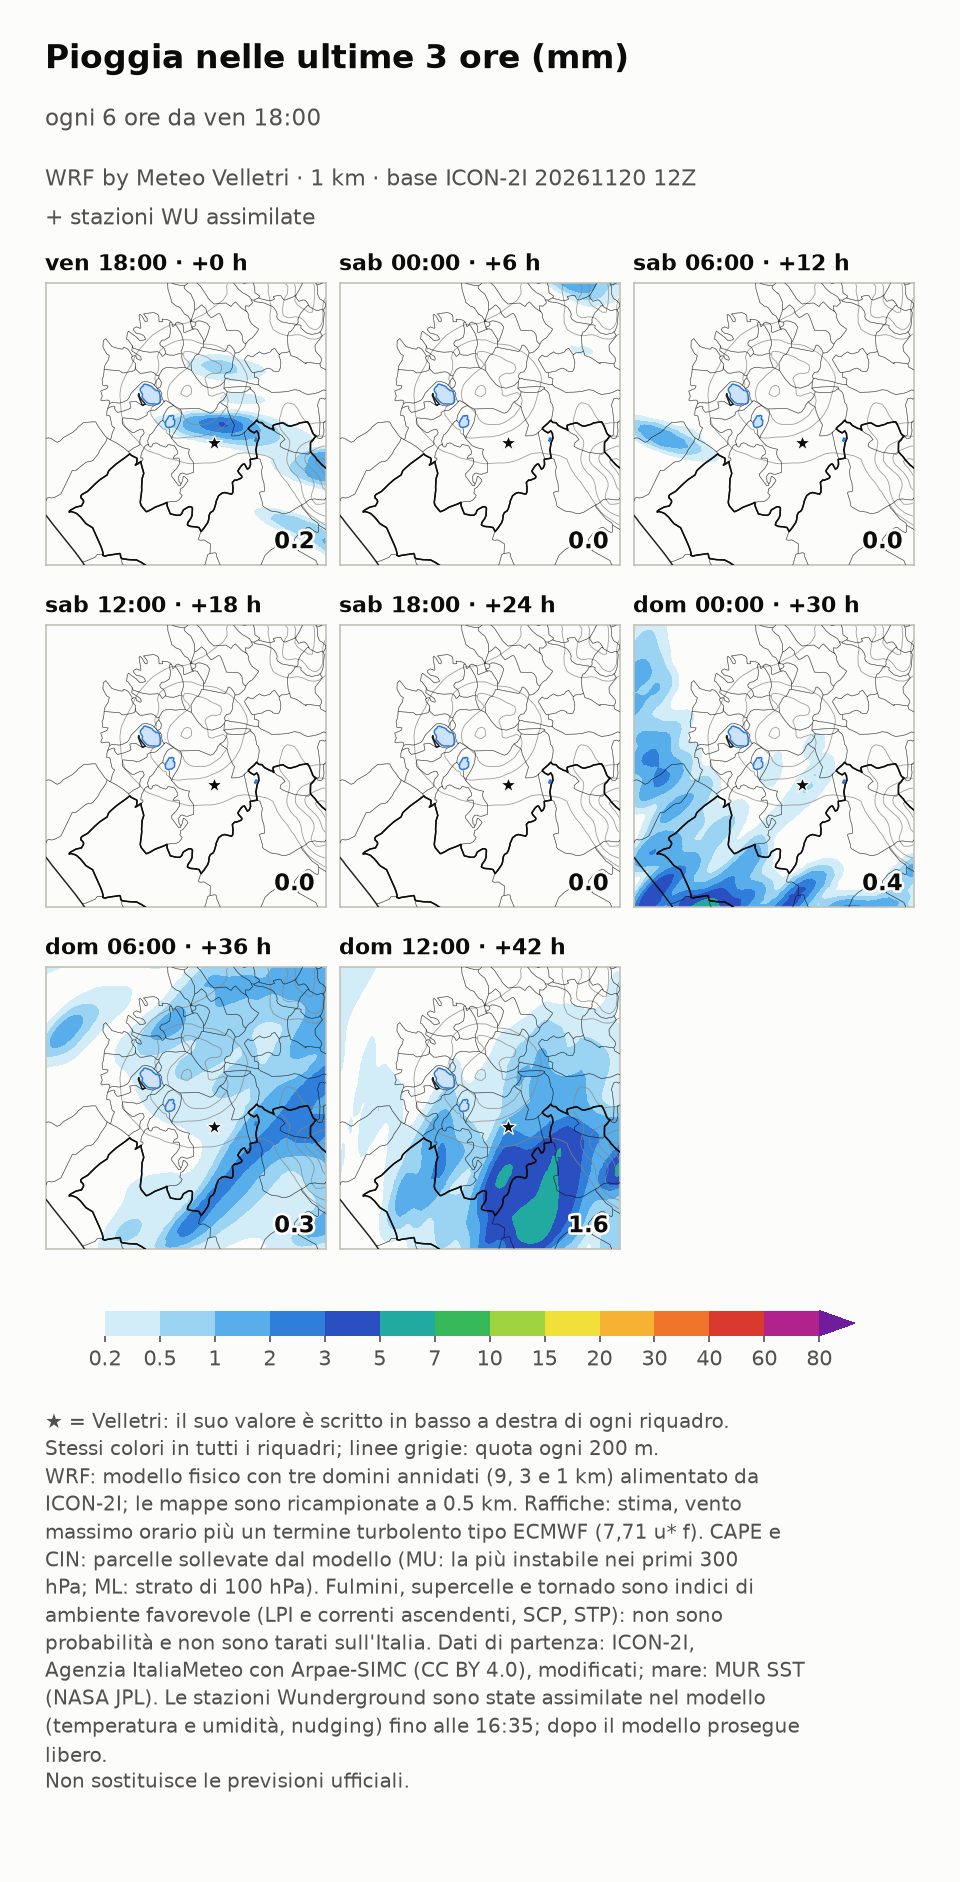 Pioggia nelle ultime 3 ore (mm)
ogni 6 ore da ven 18:00
WRF by Meteo Velletri · 1 km · base ICON-2I 20261120 12Z
+ stazioni WU assimilate
ven 18:00 · +0 h
sab 00:00 · +6 h
sab 06:00 · +12 h
0.2
0.0
0.0
sab 12:00 · +18 h
sab 18:00 · +24 h
dom 00:00 · +30 h
0.0
0.0
0.4
dom 06:00 · +36 h
dom 12:00 · +42 h
0.3
1.6
0.2 0.5 1 2 3 5 7 10 15 20 30 40 60 80
★ = Velletri: il suo valore è scritto in basso a destra di ogni riquadro.
Stessi colori in tutti i riquadri; linee grigie: quota ogni 200 m.
WRF: modello fisico con tre domini annidati (9, 3 e 1 km) alimentato da
ICON-2I; le mappe sono ricampionate a 0.5 km. Raffiche: stima, vento
massimo orario più un termine turbolento tipo ECMWF (7,71 u* f). CAPE e
CIN: parcelle sollevate dal modello (MU: la più instabile nei primi 300
hPa; ML: strato di 100 hPa). Fulmini, supercelle e tornado sono indici di
ambiente favorevole (LPI e correnti ascendenti, SCP, STP): non sono
probabilità e non sono tarati sull'Italia. Dati di partenza: ICON-2I,
Agenzia ItaliaMeteo con Arpae-SIMC (CC BY 4.0), modificati; mare: MUR SST
(NASA JPL). Le stazioni Wunderground sono state assimilate nel modello
(temperatura e umidità, nudging) fino alle 16:35; dopo il modello prosegue
libero.
Non sostituisce le previsioni ufficiali.